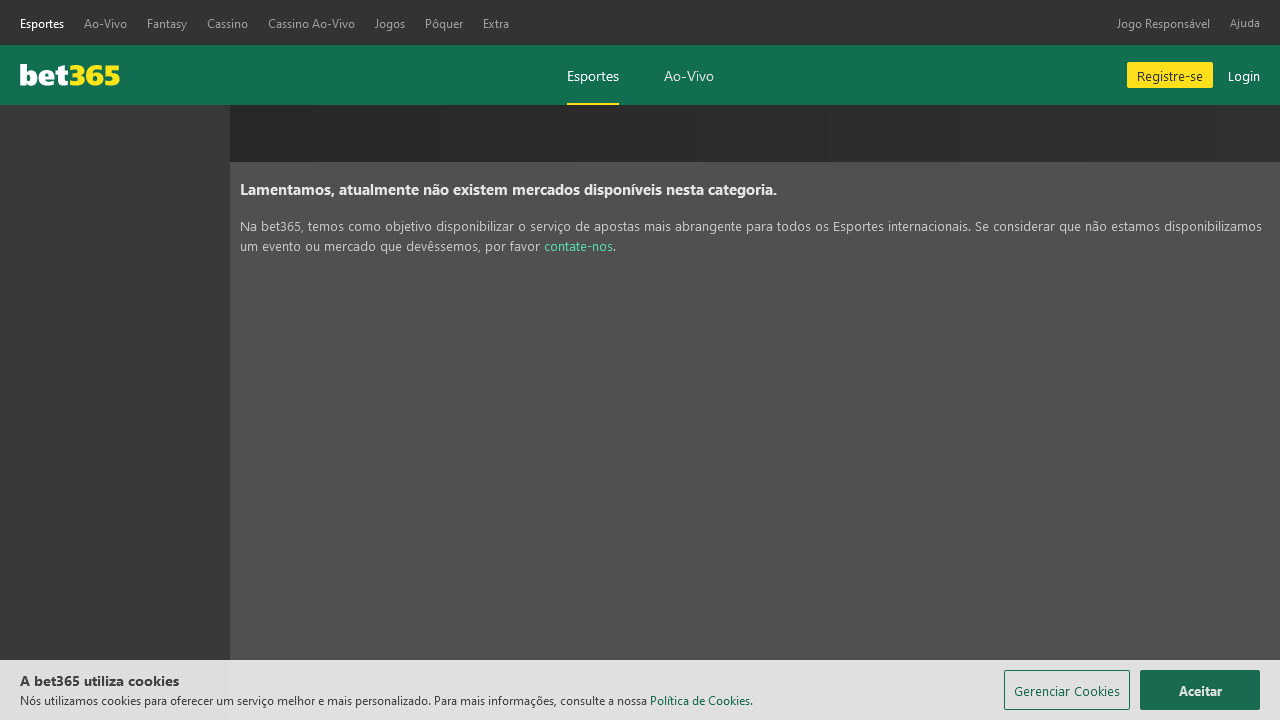 Esportes Ao-Vivo Fantasy Cassino Cassino Ao-Vivo Jogos Pôquer Extra Jogo Responsável Ajuda
bet365 Esportes Ao-Vivo Registre-se Login
Lamentamos, atualmente não existem mercados disponíveis nesta categoria.
Na bet365, temos como objetivo disponibilizar o serviço de apostas mais abrangente para todos os Esportes internacionais. Se considerar que não estamos disponibilizamos
um evento ou mercado que devêssemos, por favor contate-nos.
A bet365 utiliza cookies
Nós utilizamos cookies para oferecer um serviço melhor e mais personalizado. Para mais informações, consulte a nossa Política de Cookies.
Gerenciar Cookies Aceitar